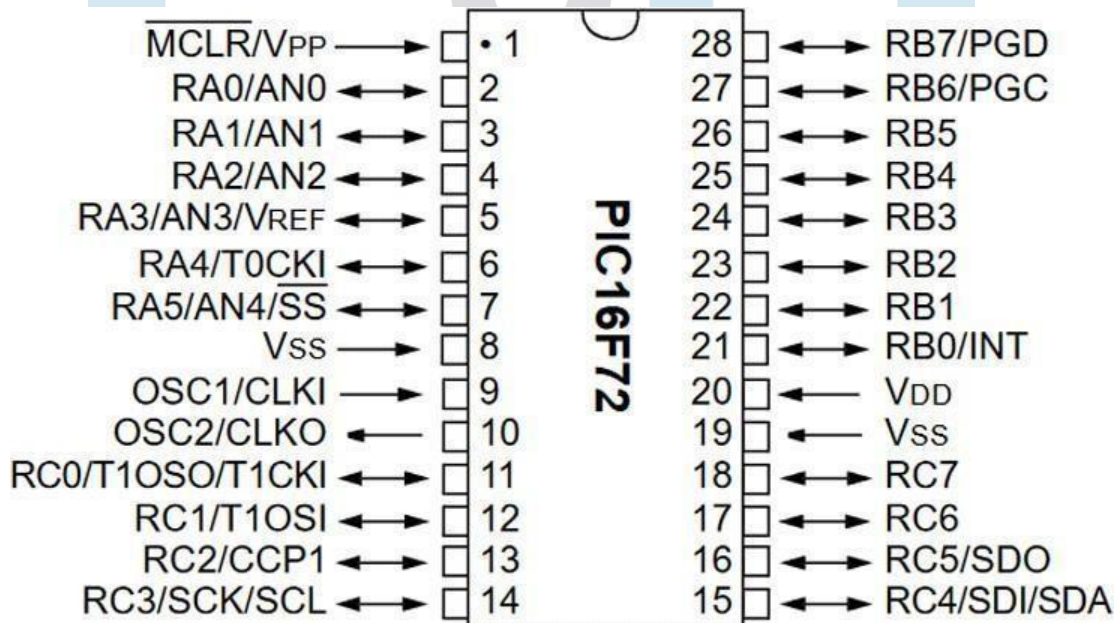 MCLR/VPP • 1 28 RB7/PGD
RA0/AN0 2 27 RB6/PGC
RA1/AN1 3 26 RB5
RA2/AN2 4 25 RB4
RA3/AN3/VREF 5 24 RB3
RA4/T0CKI 6 23 RB2
RA5/AN4/SS 7 22 RB1
VSS 8 21 RB0/INT
OSC1/CLKI 9 20 VDD
OSC2/CLKO 10 19 VSS
RC0/T1OSO/T1CKI 11 18 RC7
RC1/T1OSI 12 17 RC6
RC2/CCP1 13 16 RC5/SDO
RC3/SCK/SCL 14 15 RC4/SDI/SDA
PIC16F72